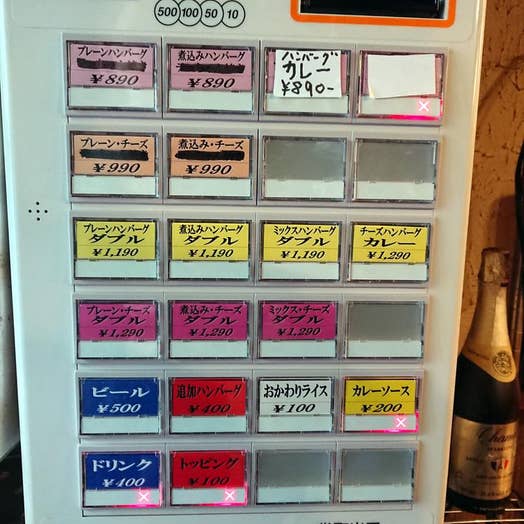 500 100 50 10
プレーンハンバーグ
¥890
煮込みハンバーグ
¥890
ハンバーグ
カレー
¥890-
プレーン・チーズ
¥990
煮込み・チーズ
¥990
プレーンハンバーグ
ダブル
¥1,190
煮込みハンバーグ
ダブル
¥1,190
ミックスハンバーグ
ダブル
¥1,190
チーズハンバーグ
カレー
¥1,290
プレーン・チーズ
ダブル
¥1,290
煮込み・チーズ
ダブル
¥1,290
ミックス・チーズ
ダブル
¥1,290
ビール
¥500
追加ハンバーグ
¥400
おかわりライス
¥100
カレーソース
¥200
ドリンク
¥400
トッピング
¥100